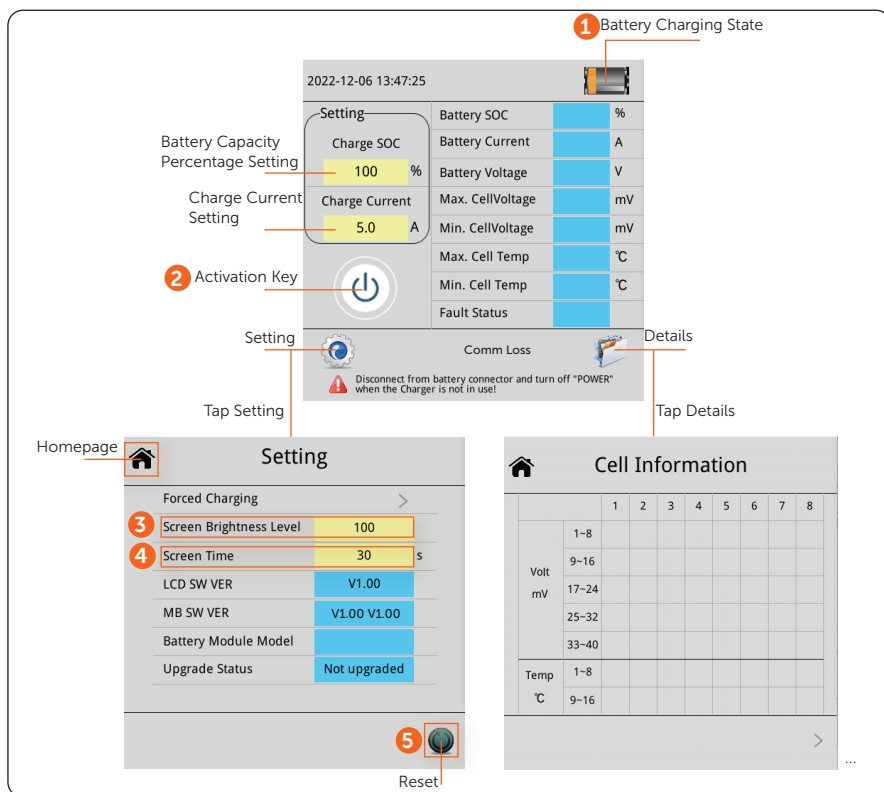 1 Battery Charging State
2022-12-06 13:47:25
Setting
Battery Capacity
Percentage Setting
Charge SOC
100 %
Charge Current
Setting
Charge Current
5.0 A
2 Activation Key
Battery SOC %
Battery Current A
Battery Voltage V
Max. CellVoltage mV
Min. CellVoltage mV
Max. Cell Temp ℃
Min. Cell Temp ℃
Fault Status
Setting
Comm Loss
Details
Disconnect from battery connector and turn off "POWER"
when the Charger is not in use!
Tap Setting
Tap Details
Homepage
Setting
Forced Charging >
3 Screen Brightness Level 100
4 Screen Time 30 s
LCD SW VER V1.00
MB SW VER V1.00 V1.00
Battery Module Model
Upgrade Status Not upgraded
5
Reset
Cell Information
1 2 3 4 5 6 7 8
Volt
mV
1~8
9~16
17~24
25~32
33~40
Temp
℃
1~8
9~16
>
...